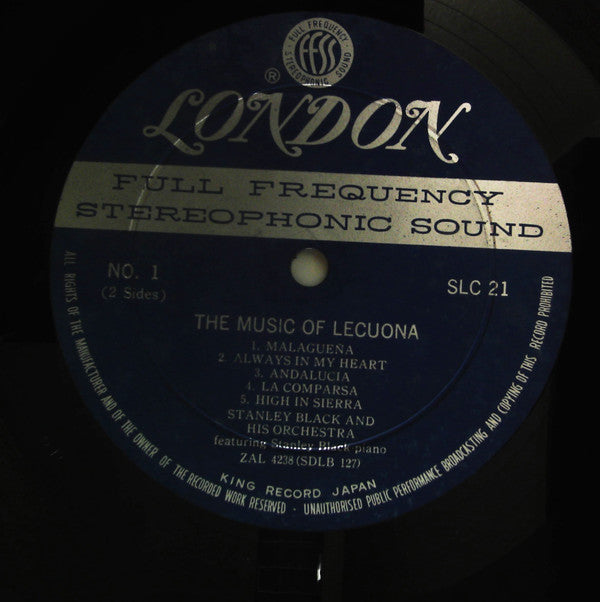 FULL FREQUENCY
FFSS
STEREOPHONIC SOUND
®
LONDON
FULL FREQUENCY
STEREOPHONIC SOUND
NO. 1
(2 Sides)
SLC 21
THE MUSIC OF LECUONA
1. MALAGUEÑA
2. ALWAYS IN MY HEART
3. ANDALUCIA
4. LA COMPARSA
5. HIGH IN SIERRA
STANLEY BLACK AND
HIS ORCHESTRA
featuring Stanley Black piano
ZAL 4238 (SDLB 127)
KING RECORD JAPAN
ALL RIGHTS OF THE MANUFACTURER AND OF THE OWNER OF THE RECORDED WORK RESERVED · UNAUTHORISED PUBLIC PERFORMANCE BROADCASTING AND COPYING OF THIS RECORD PROHIBITED